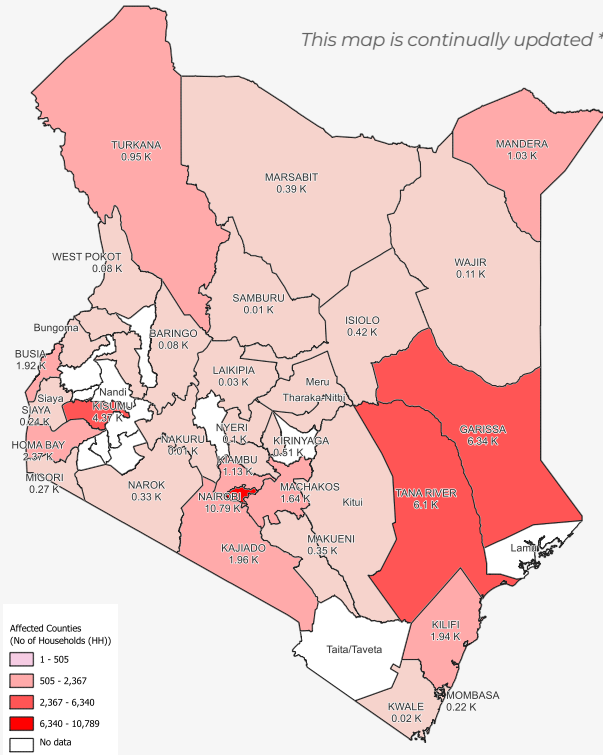 This map is continually updated *
TURKANA
0.95 K
MANDERA
1.03 K
MARSABIT
0.39 K
WEST POKOT
0.08 K
WAJIR
0.11 K
SAMBURU
0.01 K
ISIOLO
0.42 K
Bungoma
BARINGO
0.08 K
BUSIA
1.92 K
LAIKIPIA
0.03 K
Meru
Nandi
Siaya
Tharaka-Nithi
KISUMU
4.37 K
SIAYA
0.24 K
NYERI
0.1 K
GARISSA
6.34 K
HOMA BAY
2.37 K
NAKURU
0.01 K
KIRINYAGA
0.51 K
KIAMBU
1.13 K
MIGORI
0.27 K
NAROK
0.33 K
MACHAKOS
1.64 K
NAIROBI
10.79 K
TANA RIVER
6.1 K
Kitui
MAKUENI
0.35 K
KAJIADO
1.96 K
Lamu
KILIFI
1.94 K
Taita/Taveta
MOMBASA
0.22 K
KWALE
0.02 K
Affected Counties
(No of Households (HH))
1 - 505
505 - 2,367
2,367 - 6,340
6,340 - 10,789
No data